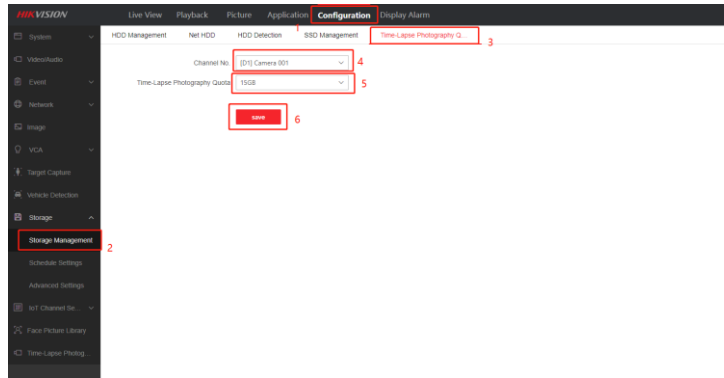 HIKVISION
Live View Playback Picture Application Configuration Display Alarm
1
System
Video/Audio
Event
Network
Image
VCA
Target Capture
Vehicle Detection
Storage
Storage Management
2
Schedule Settings
Advanced Settings
IoT Channel Se...
Face Picture Library
Time-Lapse Photog...
HDD Management Net HDD HDD Detection SSD Management Time-Lapse Photography Q...
3
Channel No. [D1] Camera 001
4
Time-Lapse Photography Quota 15GB
5
save
6